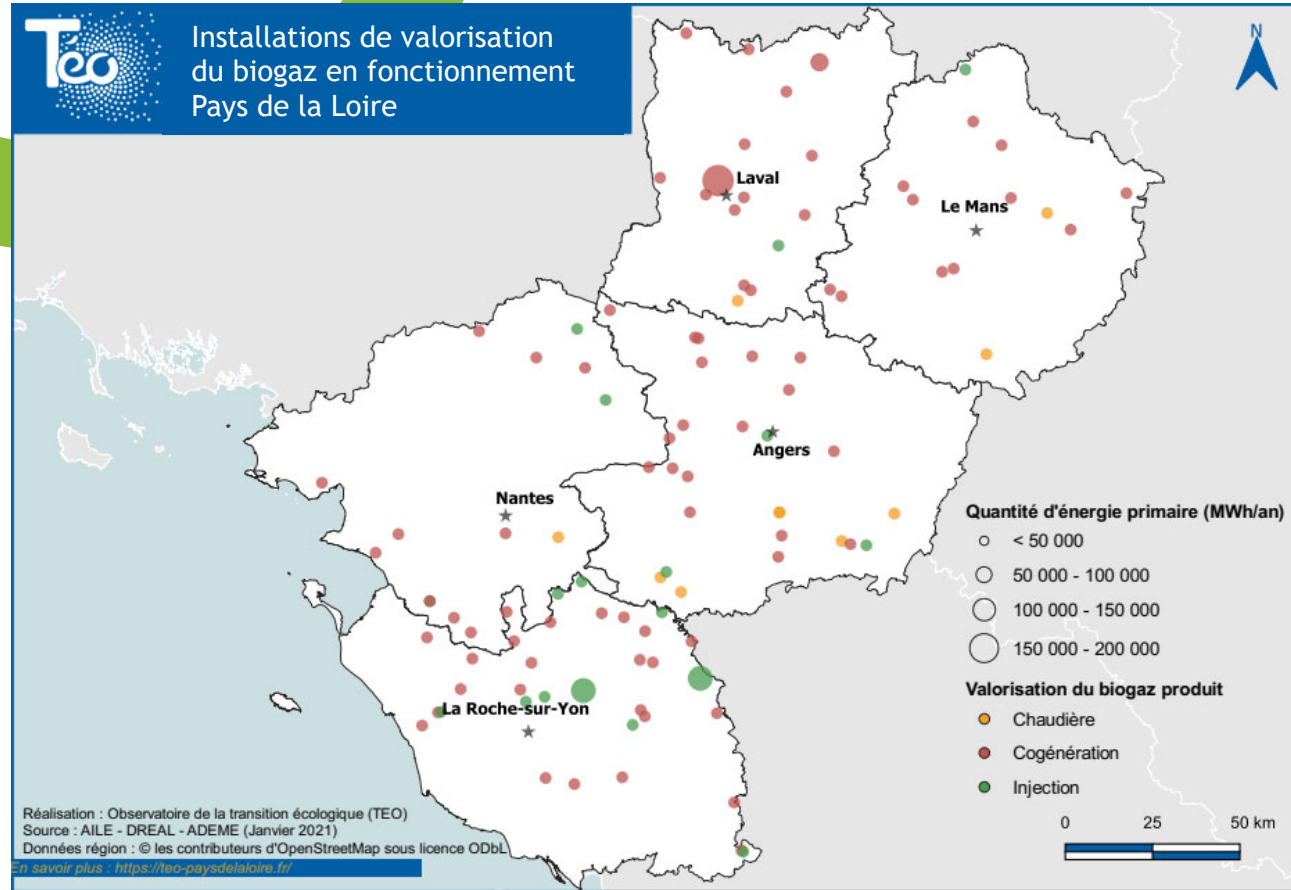 Téo
Installations de valorisation
du biogaz en fonctionnement
Pays de la Loire
N
Laval
Le Mans
Angers
Nantes
La Roche-sur-Yon
Quantité d'énergie primaire (MWh/an)
< 50 000
50 000 - 100 000
100 000 - 150 000
150 000 - 200 000
Valorisation du biogaz produit
Chaudière
Cogénération
Injection
0 25 50 km
Réalisation : Observatoire de la transition écologique (TEO)
Source : AILE - DREAL - ADEME (Janvier 2021)
Données région : © les contributeurs d'OpenStreetMap sous licence ODbL
En savoir plus : https://teo-paysdelaloire.fr/